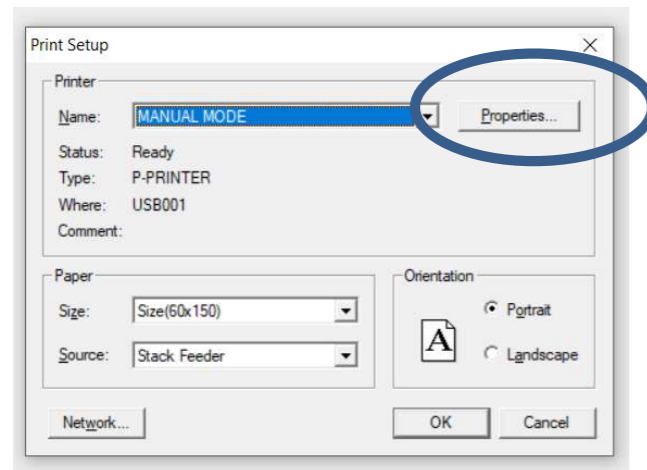 Print Setup
Printer
Name: MANUAL MODE Properties...
Status: Ready
Type: P-PRINTER
Where: USB001
Comment:
Paper Orientation
Size: Size(60x150) Portrait
Source: Stack Feeder A Landscape
Network... OK Cancel